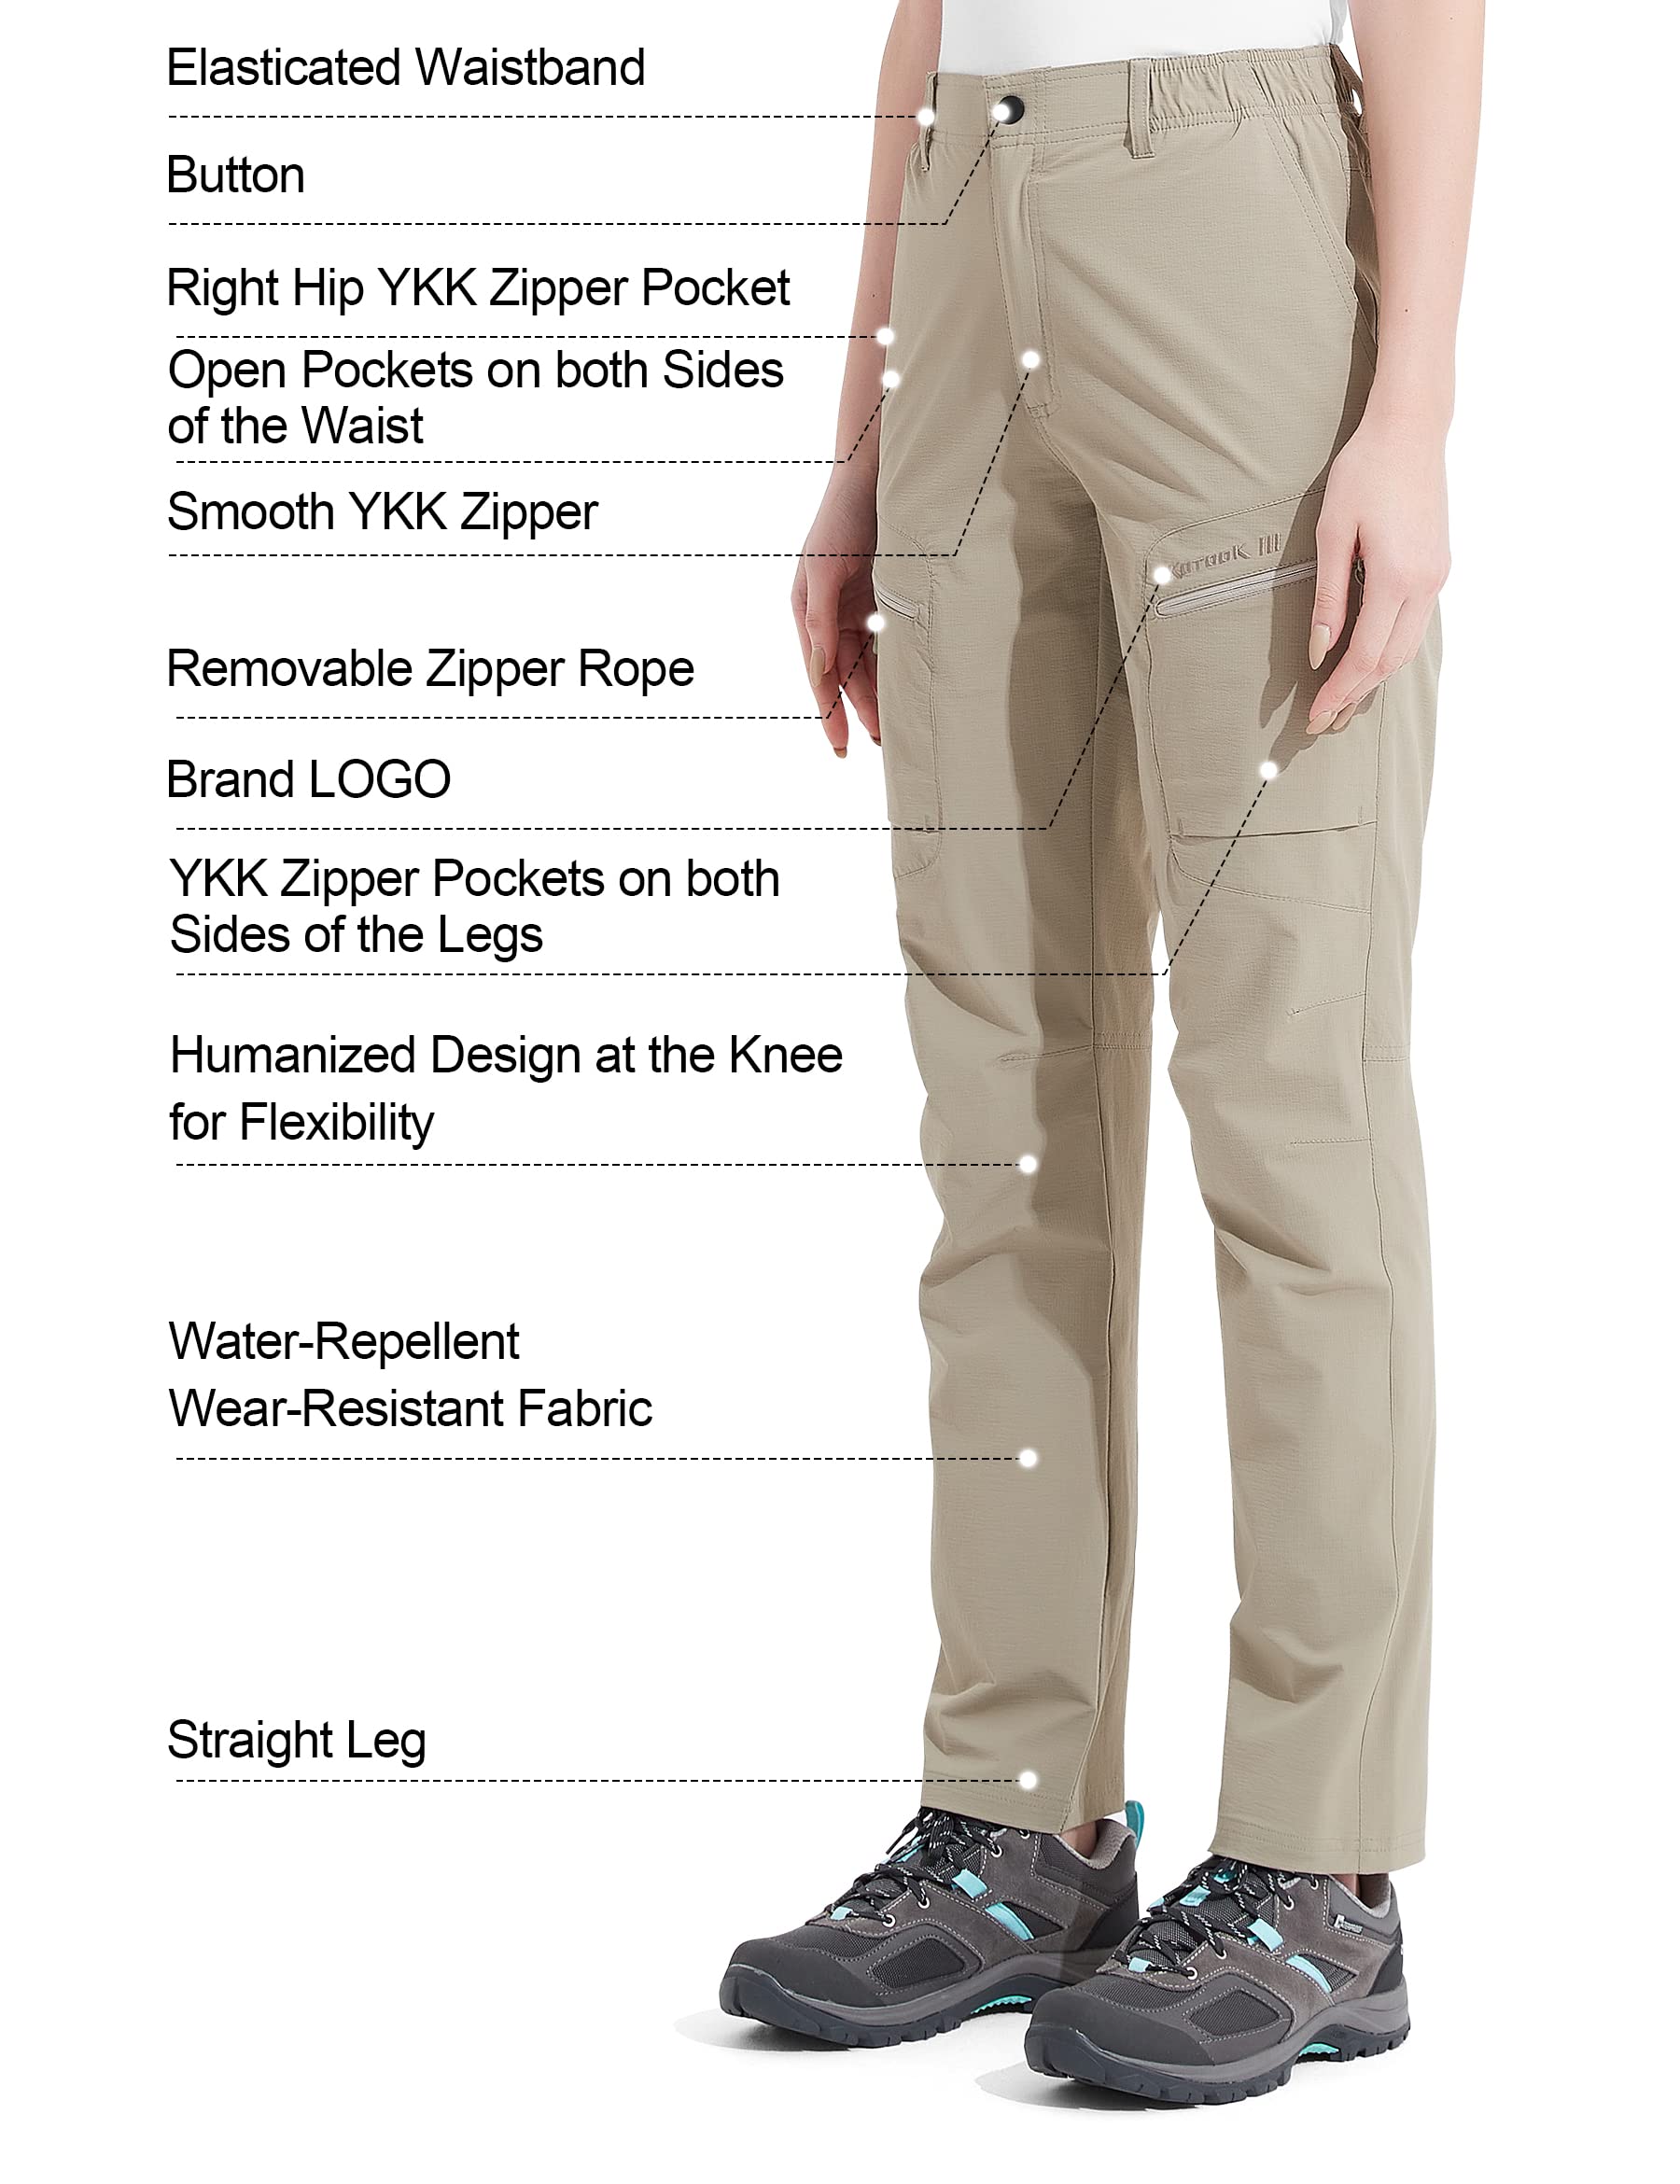 Elasticated Waistband
Button
Right Hip YKK Zipper Pocket
Open Pockets on both Sides
of the Waist
Smooth YKK Zipper
Removable Zipper Rope
Brand LOGO
YKK Zipper Pockets on both
Sides of the Legs
Humanized Design at the Knee
for Flexibility
Water-Repellent
Wear-Resistant Fabric
Straight Leg